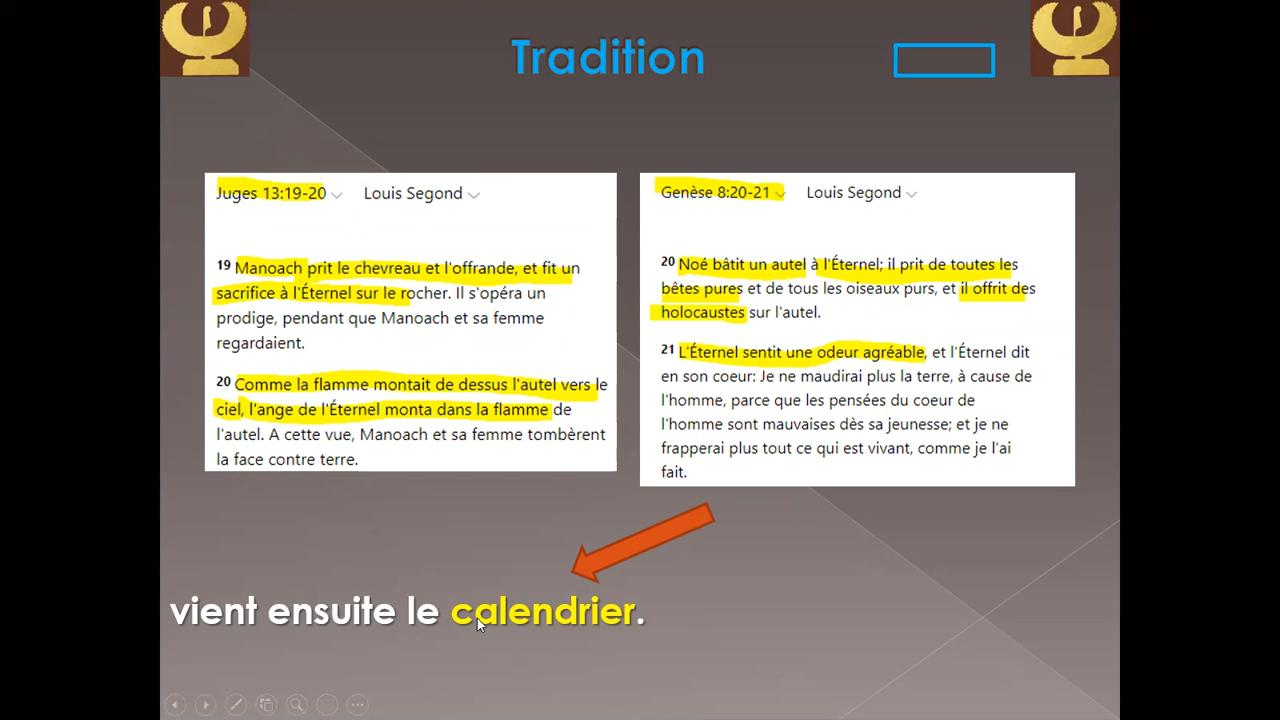 Tradition
Juges 13:19-20 Louis Segond
19 Manoach prit le chevreau et l'offrande, et fit un
sacrifice à l'Éternel sur le rocher. Il s'opéra un
prodige, pendant que Manoach et sa femme
regardaient.
20 Comme la flamme montait de dessus l'autel vers le
ciel, l'ange de l'Éternel monta dans la flamme de
l'autel. A cette vue, Manoach et sa femme tombèrent
la face contre terre.
Genèse 8:20-21 Louis Segond
20 Noé bâtit un autel à l'Éternel; il prit de toutes les
bêtes pures et de tous les oiseaux purs, et il offrit des
holocaustes sur l'autel.
21 L'Éternel sentit une odeur agréable, et l'Éternel dit
en son coeur: Je ne maudirai plus la terre, à cause de
l'homme, parce que les pensées du coeur de
l'homme sont mauvaises dès sa jeunesse; et je ne
frapperai plus tout ce qui est vivant, comme je l'ai
fait.
vient ensuite le calendrier.